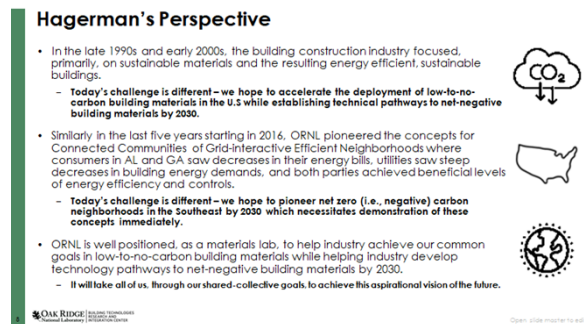 Hagerman's Perspective
• In the late 1990s and early 2000s, the building construction industry focused,
primarily, on sustainable materials and the resulting energy efficient, sustainable
buildings.
– Today's challenge is different – we hope to accelerate the deployment of low-to-no-
carbon building materials in the U.S while establishing technical pathways to net-negative
building materials by 2030.
CO2
• Similarly in the last five years starting in 2016, ORNL pioneered the concepts for
Connected Communities of Grid-interactive Efficient Neighborhoods where
consumers in AL and GA saw decreases in their energy bills, utilities saw steep
decreases in building energy demands, and both parties achieved beneficial levels
of energy efficiency and controls.
– Today's challenge is different – we hope to pioneer net zero (i.e., negative) carbon
neighborhoods in the Southeast by 2030 which necessitates demonstration of these
concepts immediately.
• ORNL is well positioned, as a materials lab, to help industry achieve our common
goals in low-to-no-carbon building materials while helping industry develop
technology pathways to net-negative building materials by 2030.
– It will take all of us, through our shared-collective goals, to achieve this aspirational vision of the future.
OAK RIDGE
National Laboratory
BUILDING TECHNOLOGIES
RESEARCH AND
INTEGRATION CENTER
Open slide master to edi